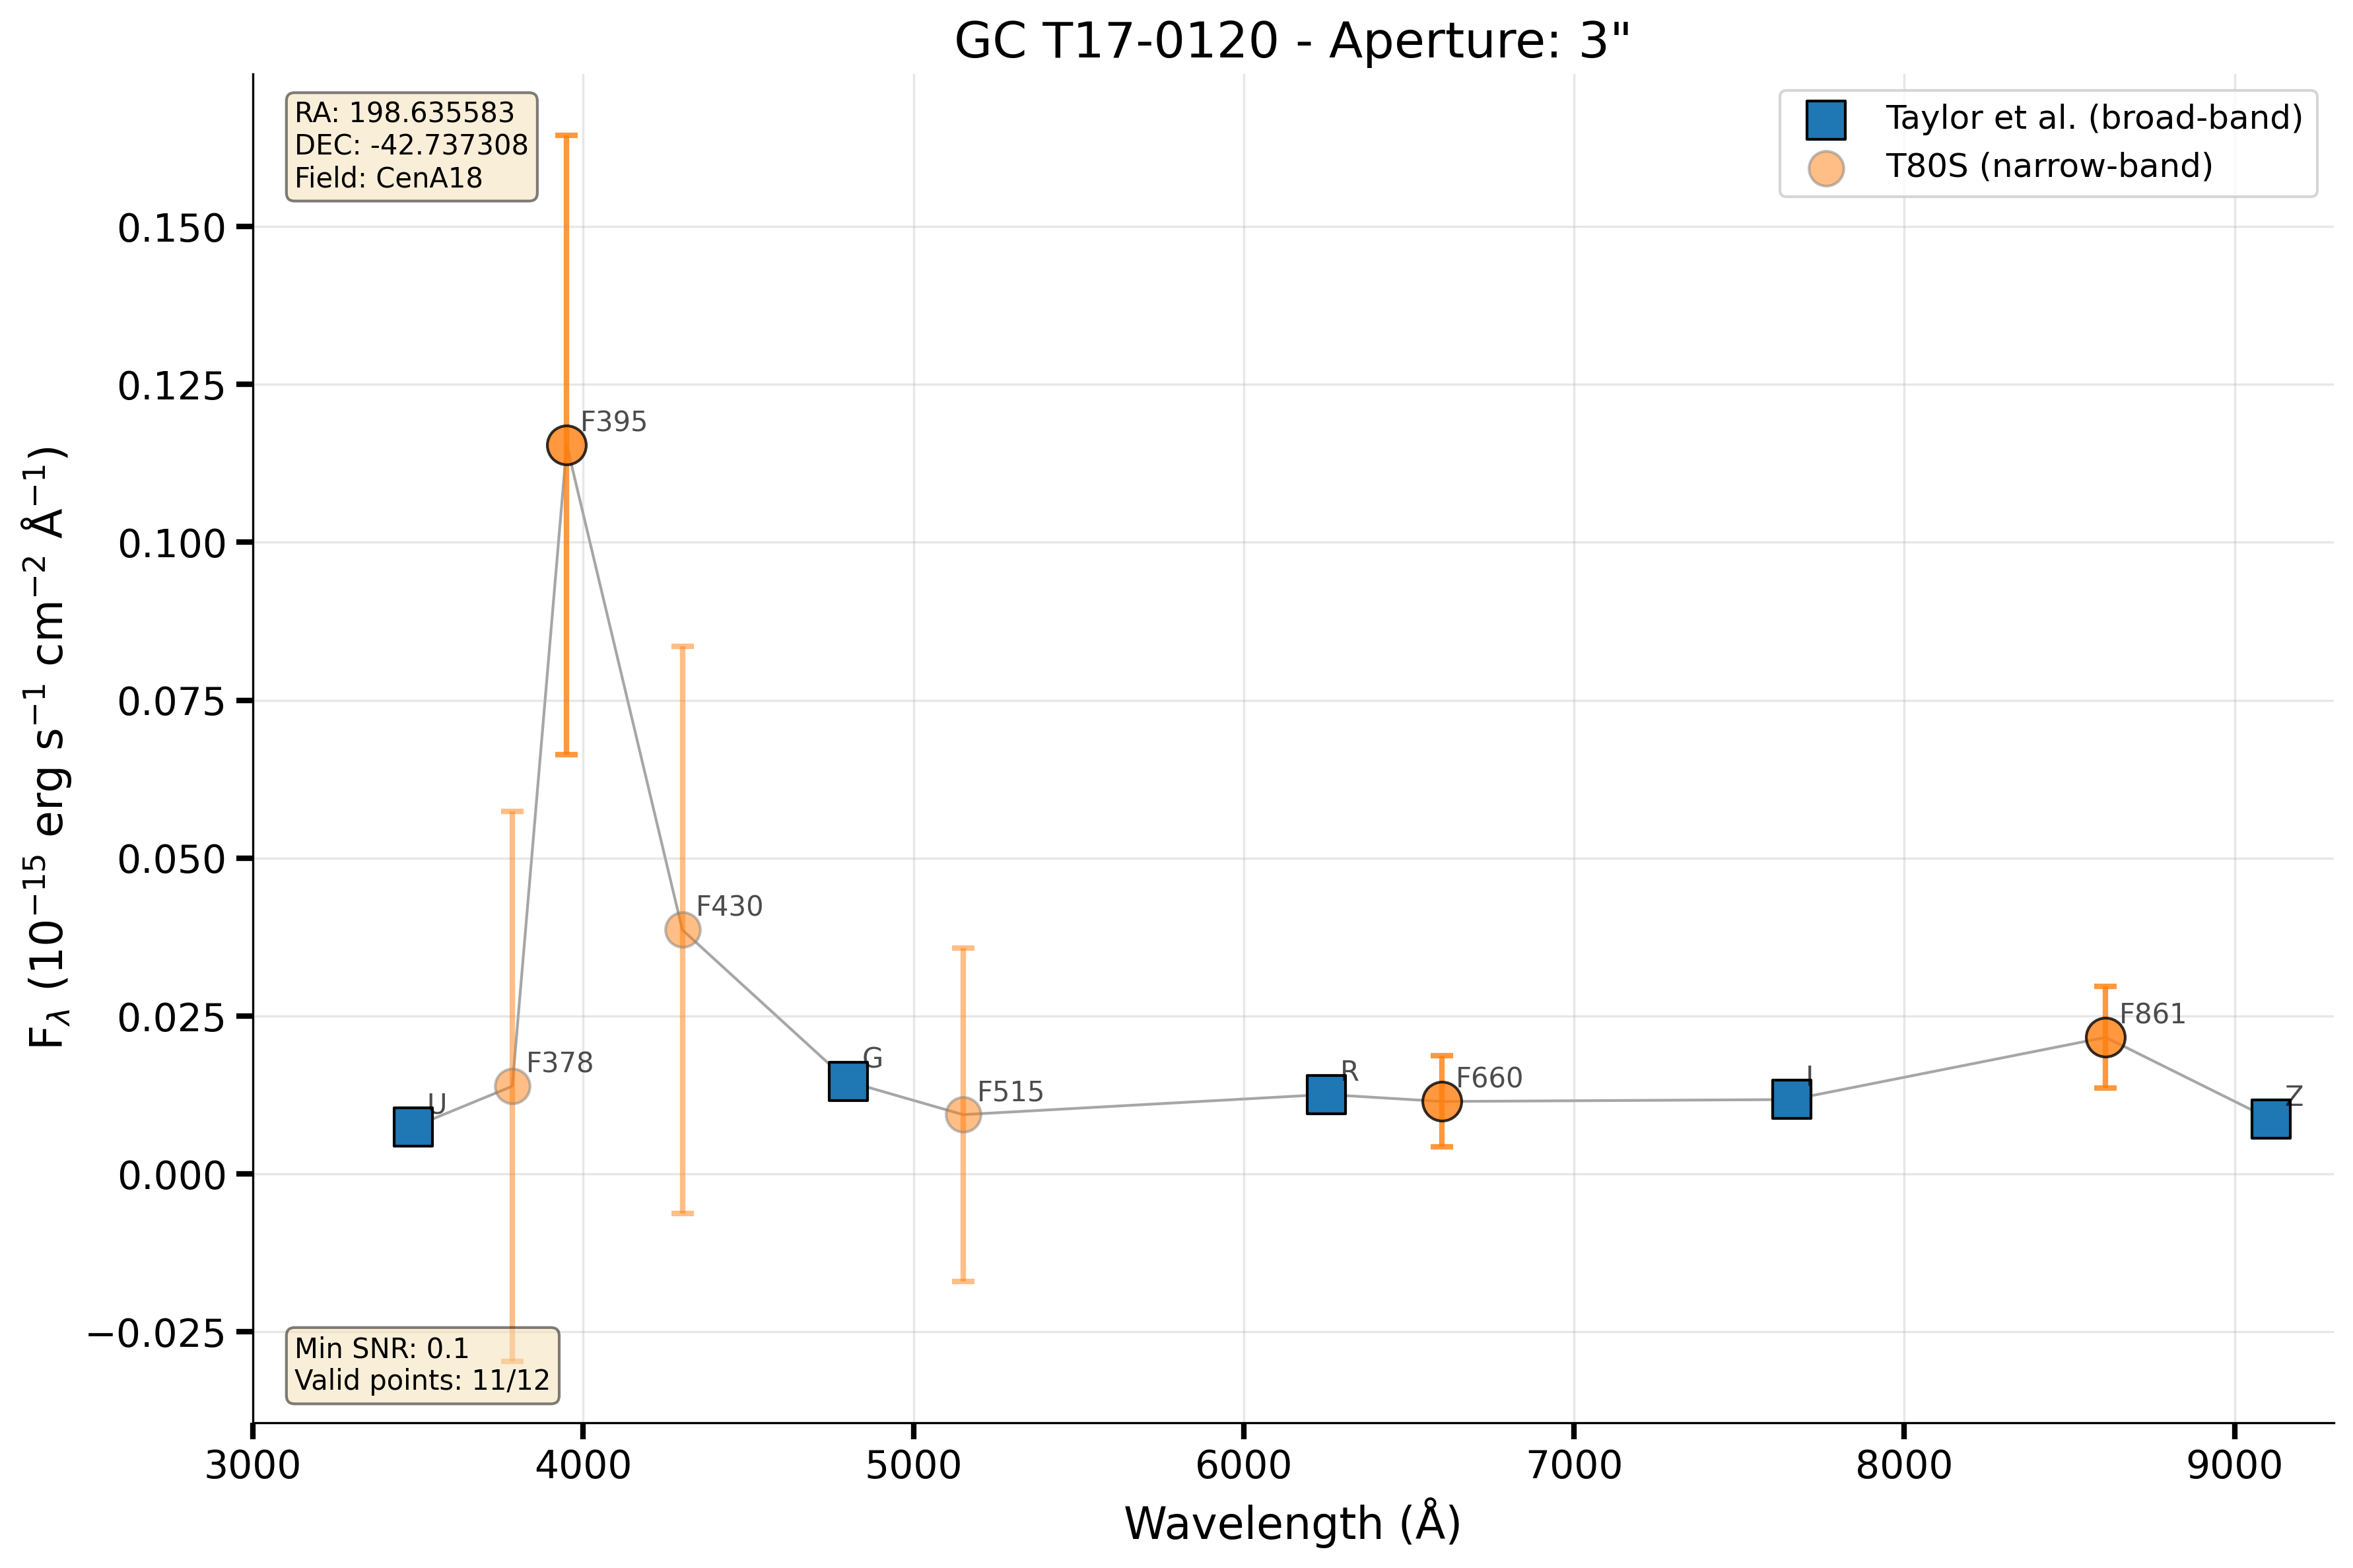 GC T17-0120 - Aperture: 3"
RA: 198.635583
DEC: -42.737308
Field: CenA18
Taylor et al. (broad-band)
T80S (narrow-band)
0.150
0.125
0.100
0.075
0.050
0.025
0.000
−0.025
F_λ (10⁻¹⁵ erg s⁻¹ cm⁻² Å⁻¹)
F395
F430
F378
U
G
F515
R
F660
I
F861
Z
Min SNR: 0.1
Valid points: 11/12
3000 4000 5000 6000 7000 8000 9000
Wavelength (Å)